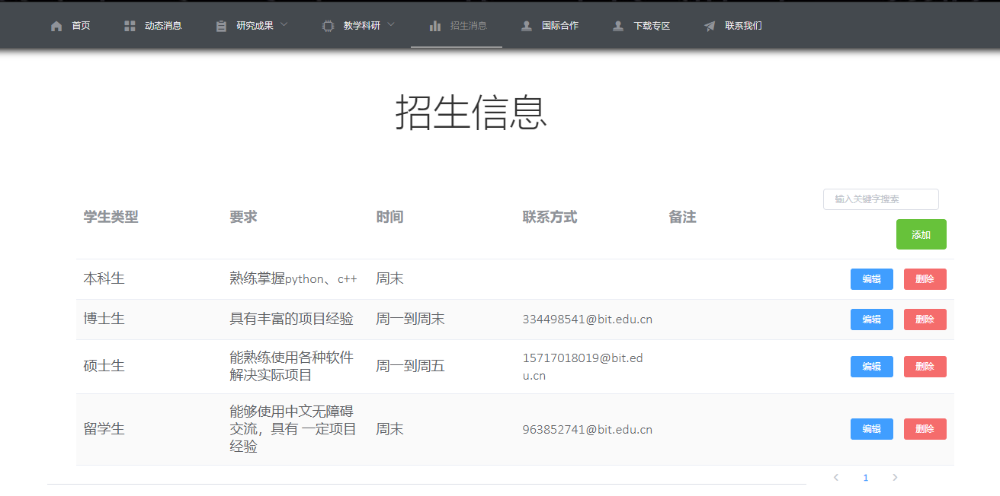 首页 动态消息 研究成果 教学科研 招生消息 国际合作 下载专区 联系我们
招生信息
输入关键字搜索
学生类型 要求 时间 联系方式 备注
添加
本科生 熟练掌握python、c++ 周末 编辑 删除
博士生 具有丰富的项目经验 周一到周末 334498541@bit.edu.cn 编辑 删除
能熟练使用各种软件 15717018019@bit.ed
硕士生 周一到周五 编辑 删除
解决实际项目 u.cn
能够使用中文无障碍
留学生 交流，具有 一定项目 周末 963852741@bit.edu.cn 编辑 删除
经验
1